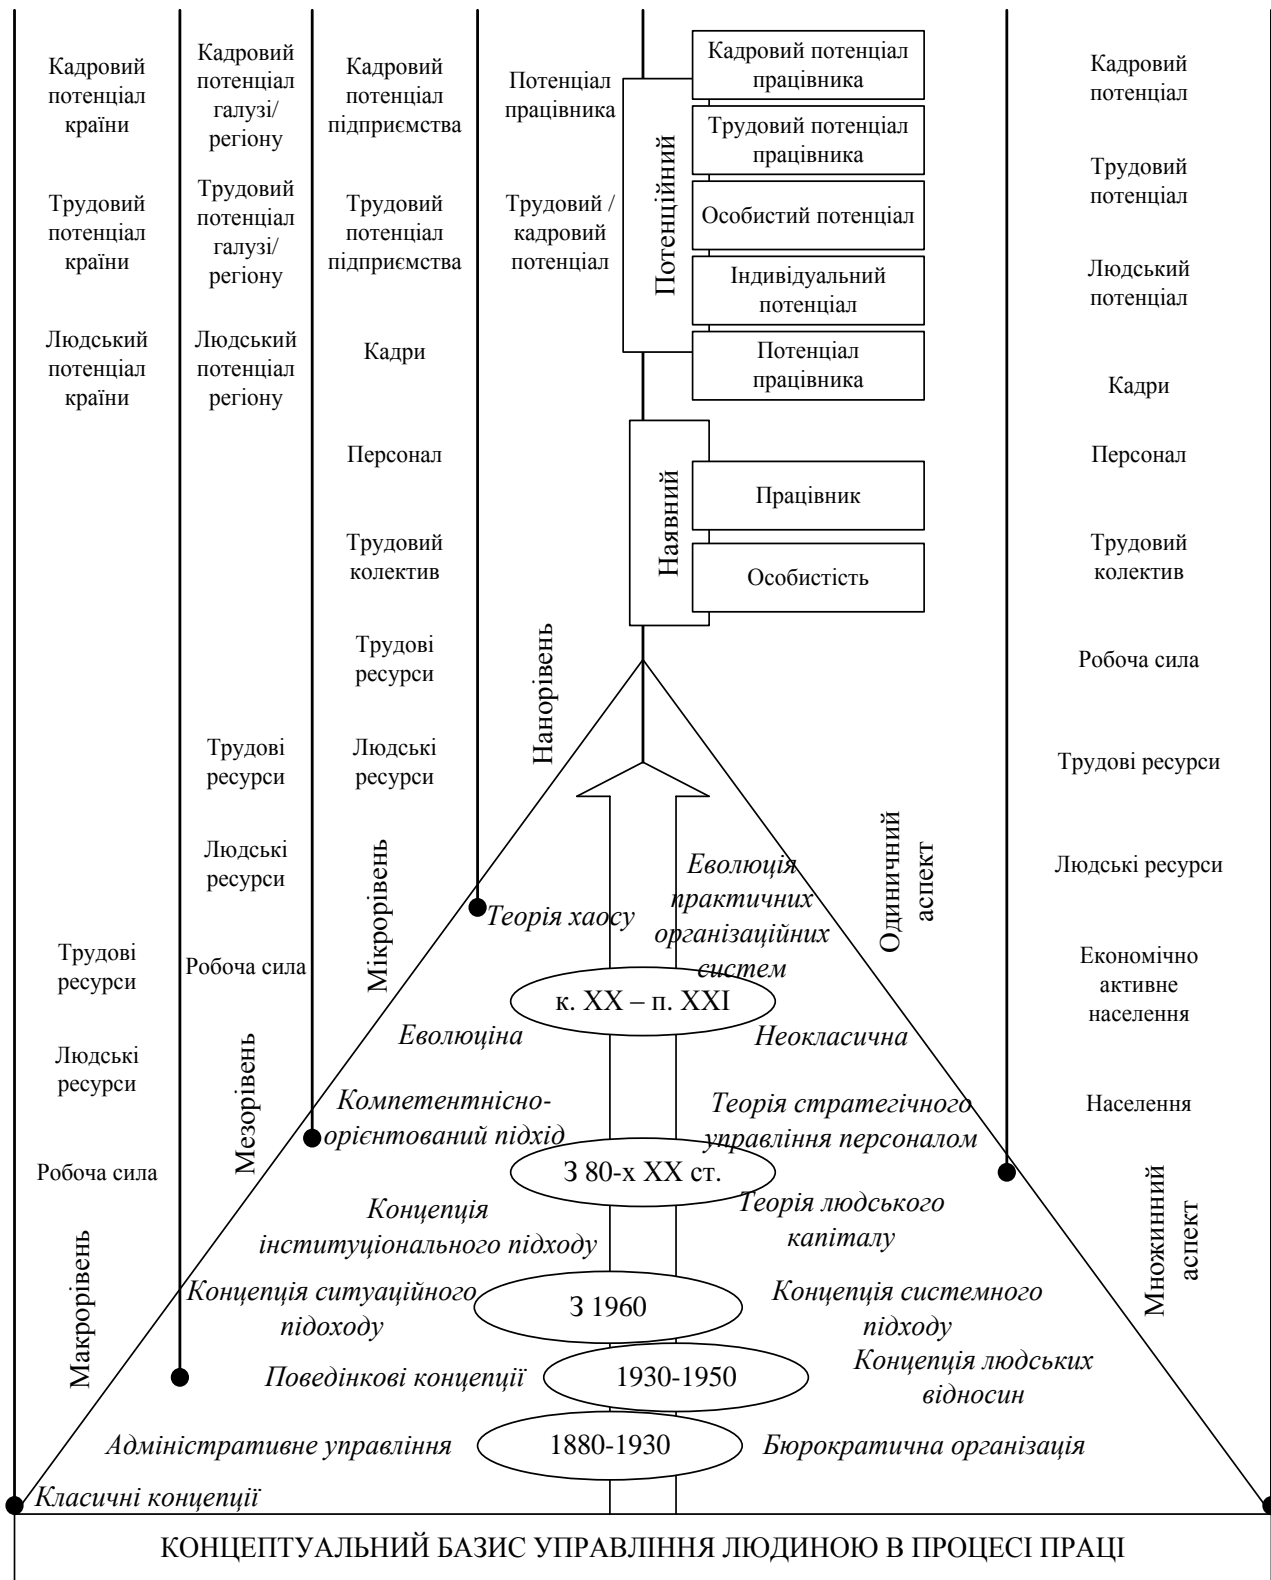 Кадровий
потенціал
країни
Трудовий
потенціал
країни
Людський
потенціал
країни
Трудові
ресурси
Людські
ресурси
Робоча сила
Макрорівень
Кадровий
потенціал
галузі/
регіону
Трудовий
потенціал
галузі/
регіону
Людський
потенціал
регіону
Трудові
ресурси
Людські
ресурси
Робоча сила
Мезорівень
Кадровий
потенціал
підприємства
Трудовий
потенціал
підприємства
Кадри
Персонал
Трудовий
колектив
Трудові
ресурси
Людські
ресурси
Мікрорівень
Потенціал
працівника
Трудовий /
кадровий
потенціал
Нанорівень
Потенційний
Кадровий потенціал
працівника
Трудовий потенціал
працівника
Особистий потенціал
Індивідуальний
потенціал
Потенціал
працівника
Наявний
Працівник
Особистість
Одиничний
аспект
Кадровий
потенціал
Трудовий
потенціал
Людський
потенціал
Кадри
Персонал
Трудовий
колектив
Робоча сила
Трудові ресурси
Людські ресурси
Економічно
активне
населення
Населення
Множинний
аспект
Теорія хаосу
Еволюція
практичних
організаційних
систем
к. XX – п. XXI
Еволюціна
Неокласична
Компетентнісно-
орієнтований підхід
Теорія стратегічного
управління персоналом
З 80-х XX ст.
Концепція
інституціонального підходу
Теорія людського
капіталу
Концепція ситуаційного
підоходу
З 1960
Концепція системного
підходу
Поведінкові концепції
1930-1950
Концепція людських
відносин
Адміністративне управління
1880-1930
Бюрократична організація
Класичні концепції
КОНЦЕПТУАЛЬНИЙ БАЗИС УПРАВЛІННЯ ЛЮДИНОЮ В ПРОЦЕСІ ПРАЦІ